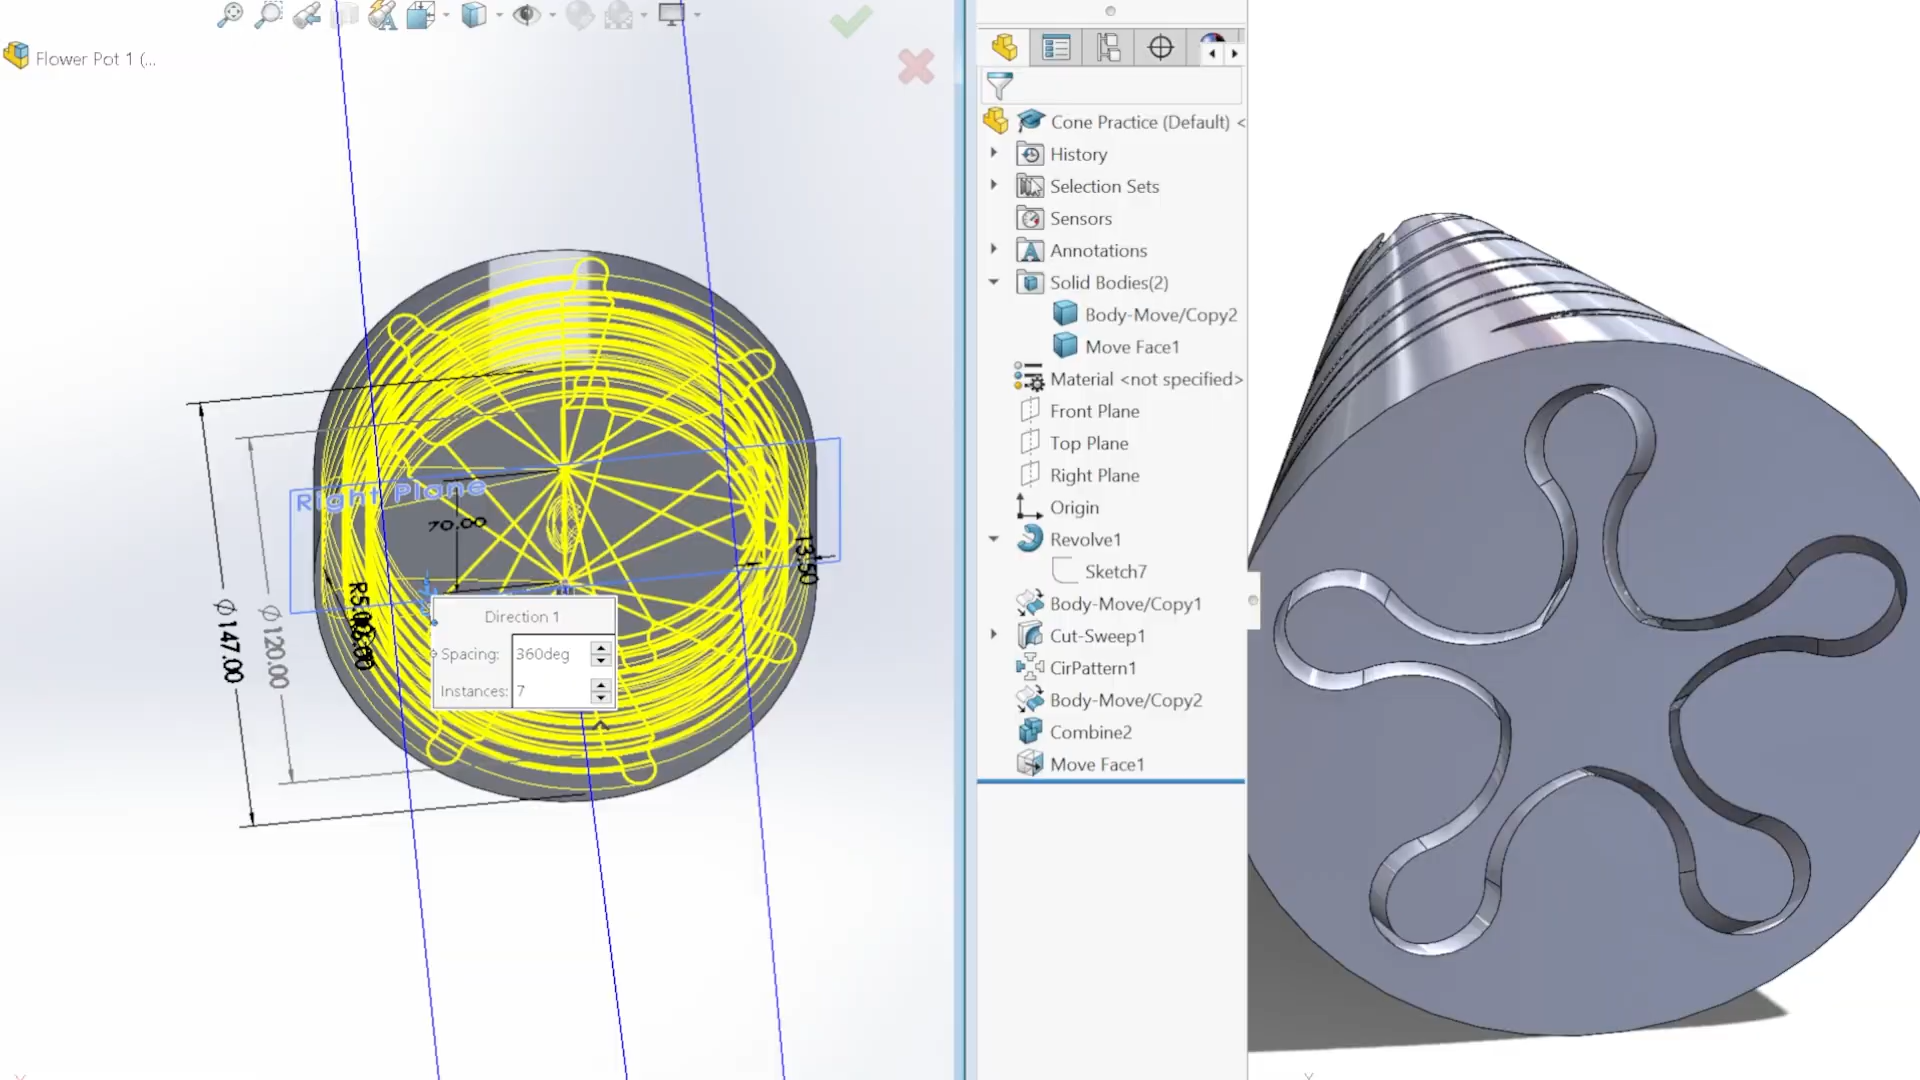 Flower Pot 1 (...
Right Plane
70.00
13.50
Ø147.00
Ø120.00
Direction 1
Spacing: 360deg
Instances: 7
Cone Practice (Default) <
History
Selection Sets
Sensors
Annotations
Solid Bodies(2)
Body-Move/Copy2
Move Face1
Material <not specified>
Front Plane
Top Plane
Right Plane
Origin
Revolve1
Sketch7
Body-Move/Copy1
Cut-Sweep1
CirPattern1
Body-Move/Copy2
Combine2
Move Face1